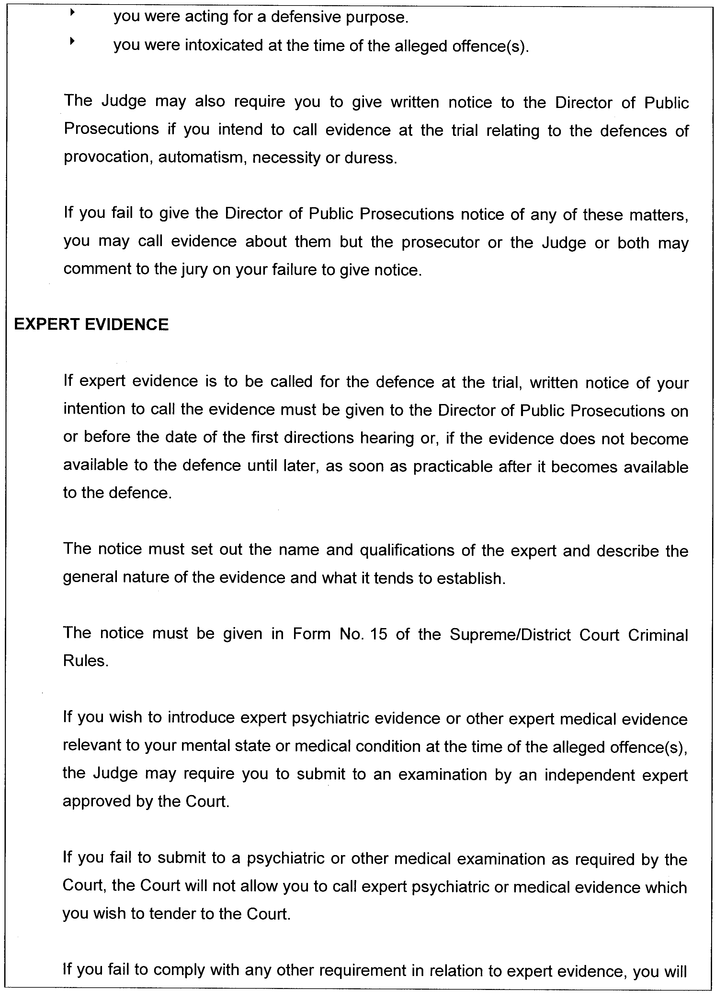 you were acting for a defensive purpose.
you were intoxicated at the time of the alleged offence(s).
The Judge may also require you to give written notice to the Director of Public
Prosecutions if you intend to call evidence at the trial relating to the defences of
provocation, automatism, necessity or duress.
If you fail to give the Director of Public Prosecutions notice of any of these matters,
you may call evidence about them but the prosecutor or the Judge or both may
comment to the jury on your failure to give notice.
EXPERT EVIDENCE
If expert evidence is to be called for the defence at the trial, written notice of your
intention to call the evidence must be given to the Director of Public Prosecutions on
or before the date of the first directions hearing or, if the evidence does not become
available to the defence until later, as soon as practicable after it becomes available
to the defence.
The notice must set out the name and qualifications of the expert and describe the
general nature of the evidence and what it tends to establish.
The notice must be given in Form No. 15 of the Supreme/District Court Criminal
Rules.
If you wish to introduce expert psychiatric evidence or other expert medical evidence
relevant to your mental state or medical condition at the time of the alleged offence(s),
the Judge may require you to submit to an examination by an independent expert
approved by the Court.
If you fail to submit to a psychiatric or other medical examination as required by the
Court, the Court will not allow you to call expert psychiatric or medical evidence which
you wish to tender to the Court.
If you fail to comply with any other requirement in relation to expert evidence, you will